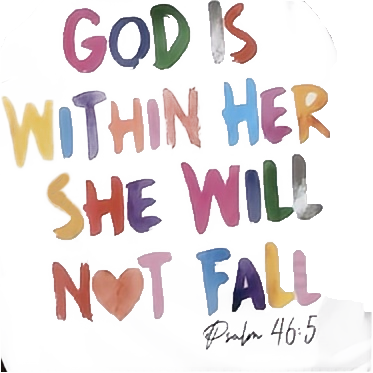 GOD IS
WITHIN HER
SHE WILL
NOT FALL
Psalm 46:5